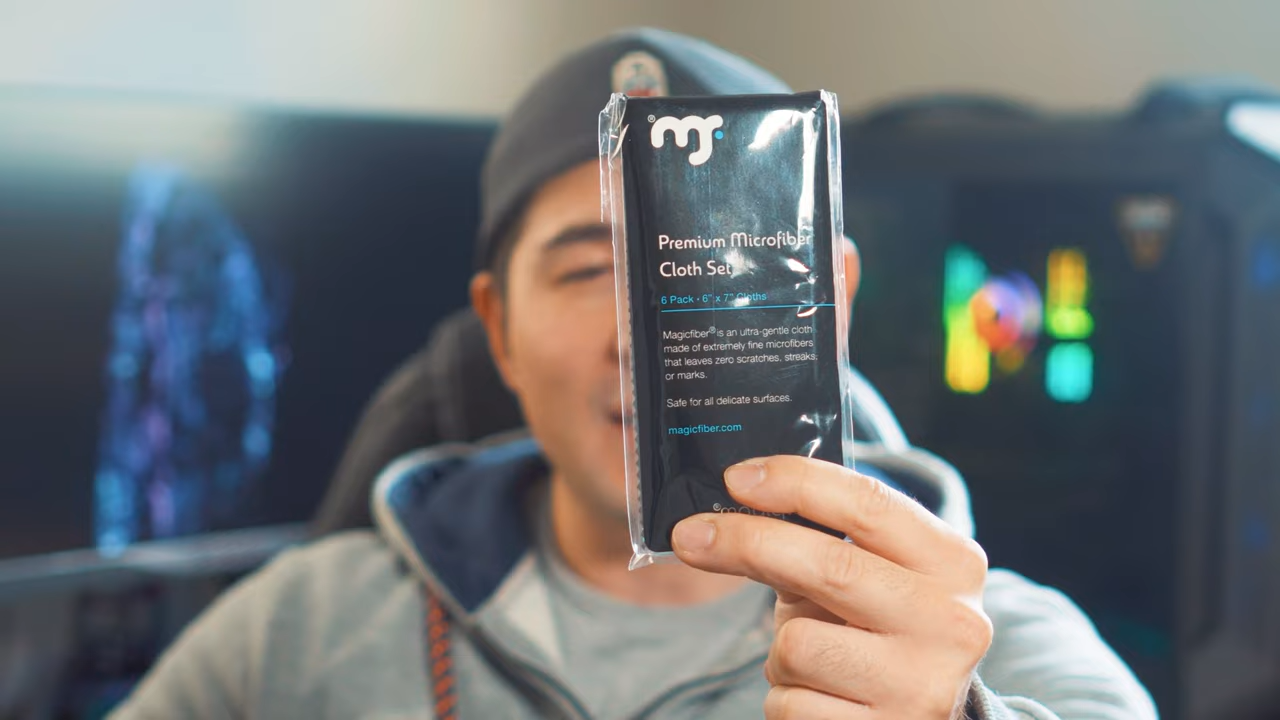 ® mf.
Premium Microfiber
Cloth Set
6 Pack - 6" x 7" Cloths
Magicfiber® is an ultra-gentle cloth
made of extremely fine microfibers
that leaves zero scratches, streaks,
or marks.
Safe for all delicate surfaces.
magicfiber.com